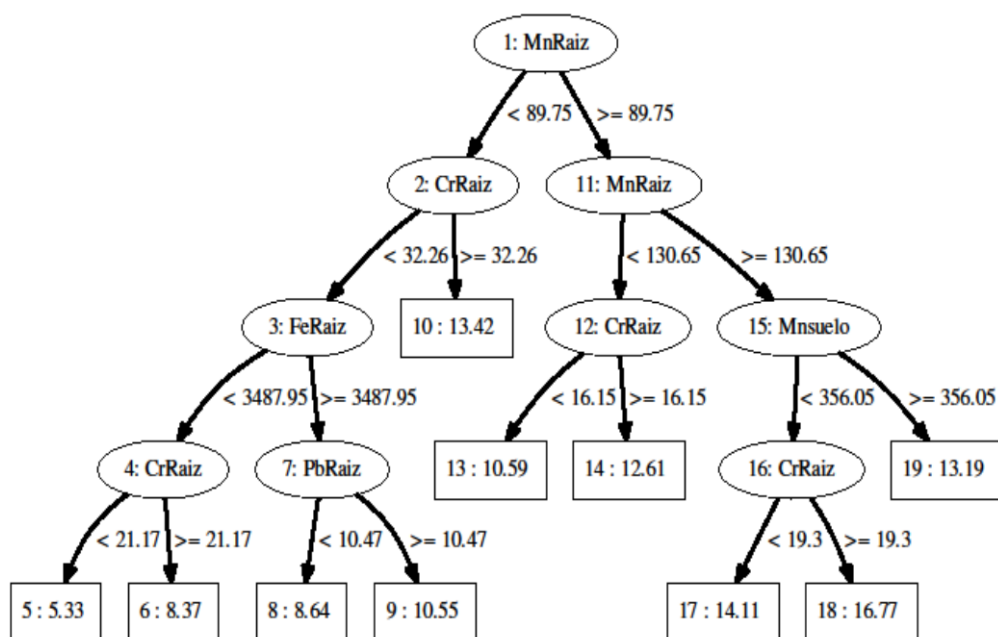 1: MnRaiz
< 89.75 >= 89.75
2: CrRaiz 11: MnRaiz
< 32.26 >= 32.26 < 130.65 >= 130.65
3: FeRaiz 10 : 13.42 12: CrRaiz 15: Mnsuelo
< 3487.95 >= 3487.95 < 16.15 >= 16.15 < 356.05 >= 356.05
4: CrRaiz 7: PbRaiz 13 : 10.59 14 : 12.61 16: CrRaiz 19 : 13.19
< 21.17 >= 21.17 < 10.47 >= 10.47 < 19.3 >= 19.3
5 : 5.33 6 : 8.37 8 : 8.64 9 : 10.55 17 : 14.11 18 : 16.77